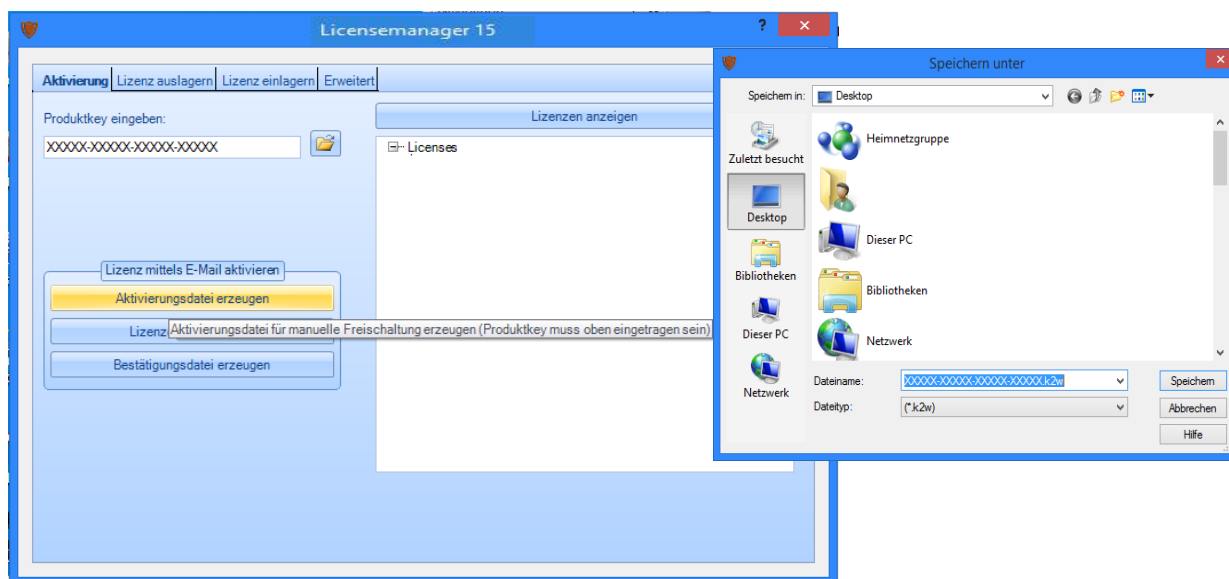 Licensemanager 15
?
Aktivierung
Lizenz auslagern
Lizenz einlagern
Erweitert
Produktkey eingeben:
XXXXX-XXXXX-XXXXX-XXXXX
Lizenzen anzeigen
Licenses
Lizenz mittels E-Mail aktivieren
Aktivierungsdatei erzeugen
Lizenz
Aktivierungsdatei für manuelle Freischaltung erzeugen (Produktkey muss oben eingetragen sein)
Bestätigungsdatei erzeugen
Speichern unter
Speichern in:
Desktop
Zuletzt besucht
Desktop
Bibliotheken
Dieser PC
Netzwerk
Heimnetzgruppe
Dieser PC
Bibliotheken
Netzwerk
Dateiname:
XXXXX-XXXXX-XXXXX-XXXXX.k2w
Speichern
Dateityp:
(*.k2w)
Abbrechen
Hilfe